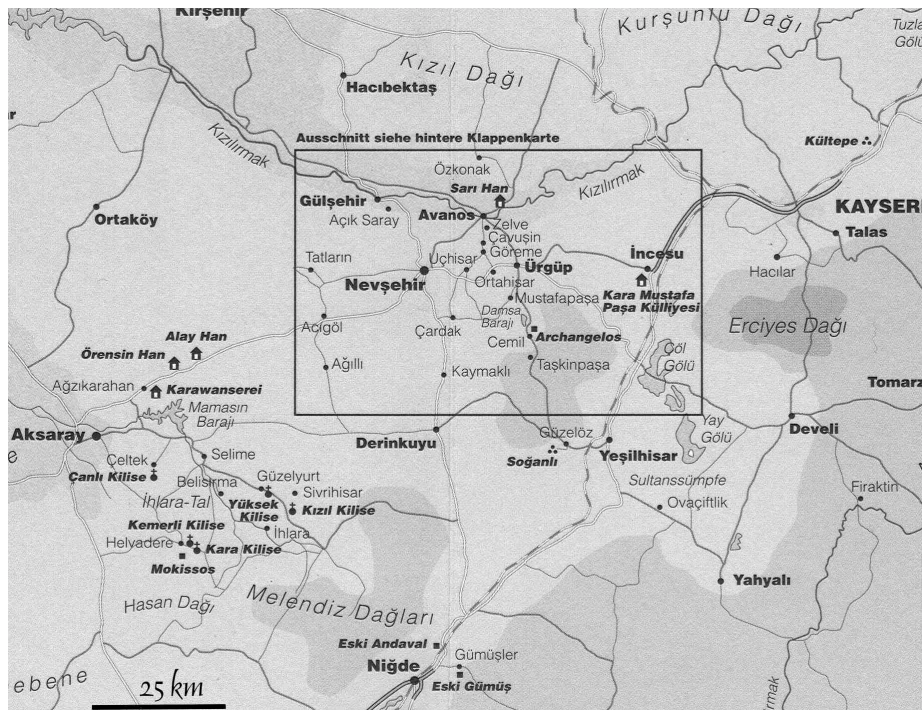 Kırşehir
Kurşunlu Dağı
Tuzla
Gölü
Kızıl Dağı
Hacıbektaş
Ausschnitt siehe hintere Klappenkarte
Kültepe
Kızılırmak
Özkonak
Kızılırmak
Sarı Han
Ortaköy
Gülşehir
Açık Saray
Avanos
KAYSERI
Talas
Zelve
Çavuşin
Göreme
Tatların
Uçhisar
Ürgüp
İncesu
Hacılar
Nevşehir
Ortahisar
Mustafapaşa
Kara Mustafa
Paşa Külliyesi
Damsa
Barajı
Acıgöl
Çardak
Archangelos
Cemil
Erciyes Dağı
Alay Han
Örensin Han
Göl
Gölü
Taşkınpaşa
Ağıllı
Kaymaklı
Ağzıkarahan
Karawanserei
Tomarz
Mamasın
Barajı
Aksaray
Derinkuyu
Güzelöz
Yay
Gölü
Develi
Soğanlı
Yeşilhisar
Selime
Çeltek
Çanlı Kilise
Belisırma
Güzelyurt
Sivrihisar
Sultanssümpfe
Firaktin
İhlara-Tal
Yüksek
Kilise
Kızıl Kilise
Ovaçiftlik
Kemerli Kilise
İhlara
Helvadere
Kara Kilise
Mokissos
Yahyalı
Hasan Dağı
Melendiz Dağları
Eski Andaval
Gümüşler
Niğde
Eski Gümüş
ebene
25 km
ırmak